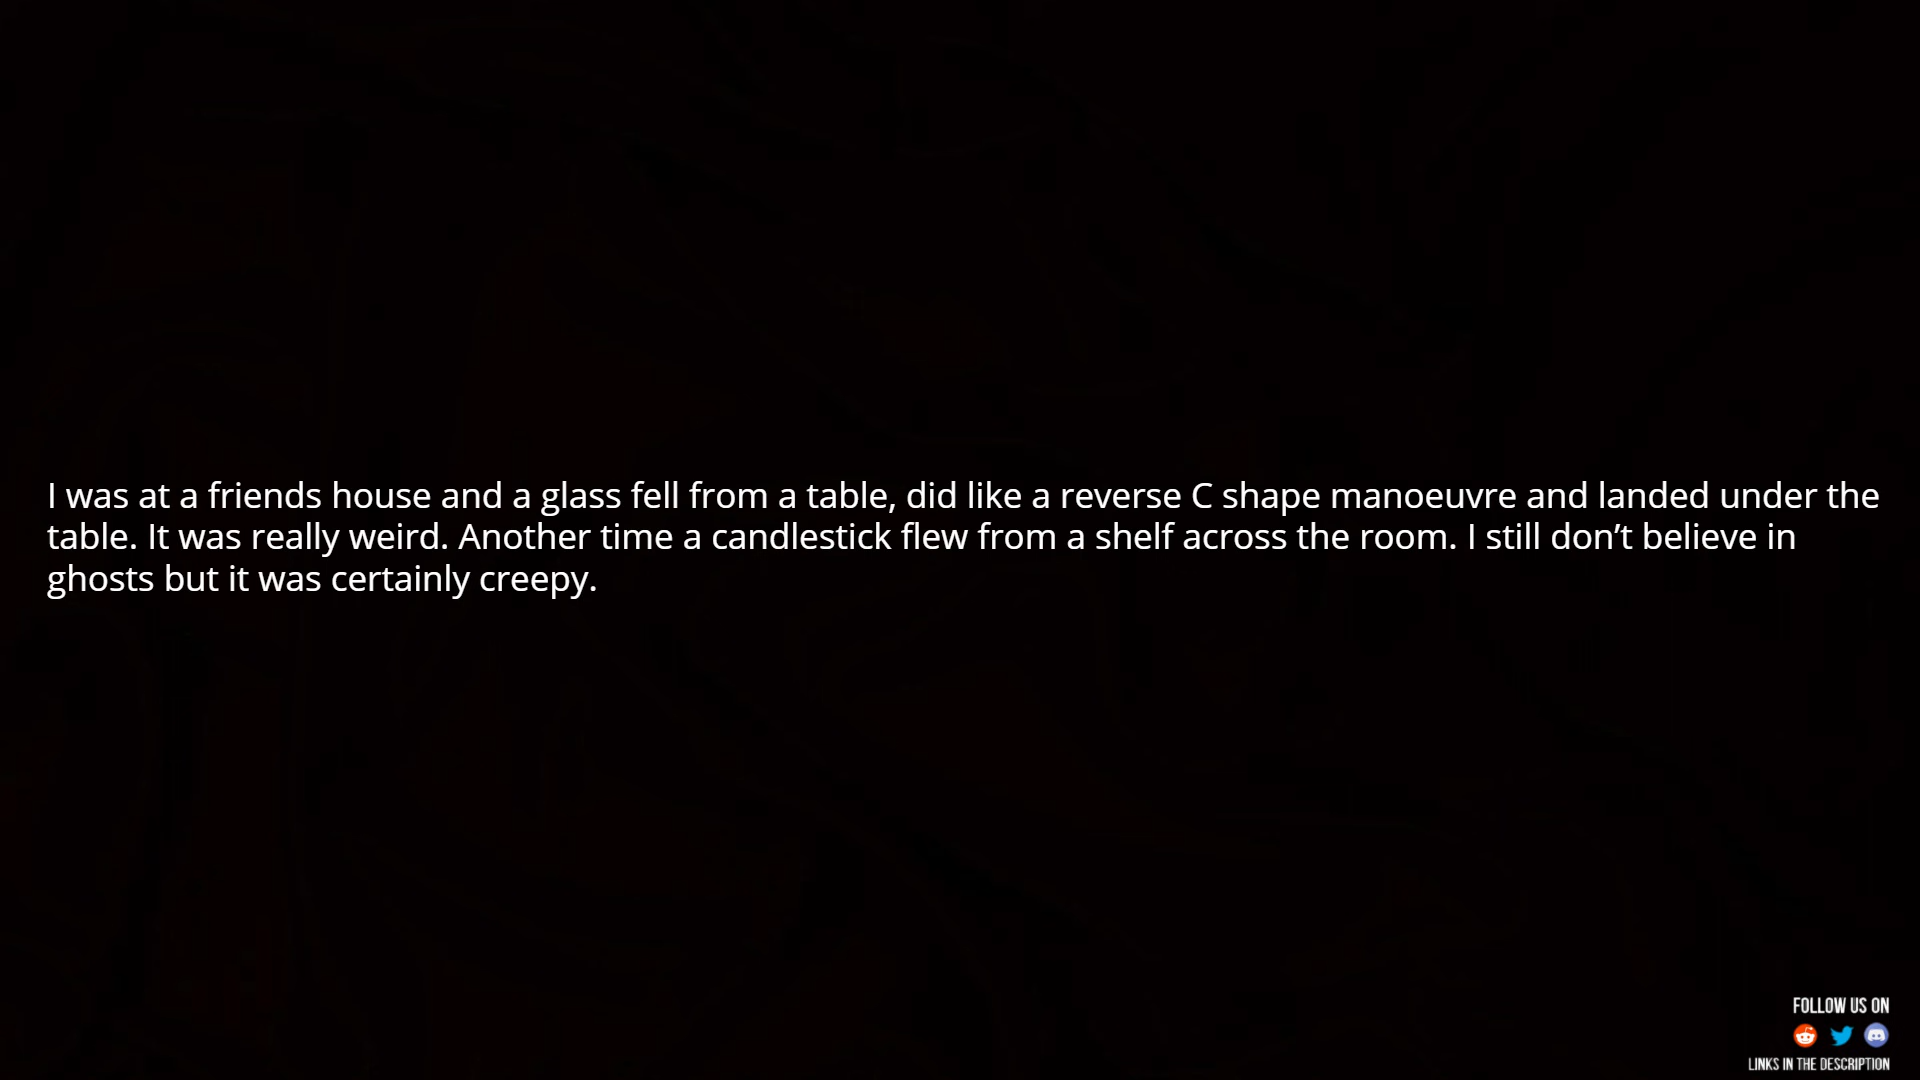 I was at a friends house and a glass fell from a table, did like a reverse C shape manoeuvre and landed under the
table. It was really weird. Another time a candlestick flew from a shelf across the room. I still don’t believe in
ghosts but it was certainly creepy.
FOLLOW US ON
LINKS IN THE DESCRIPTION